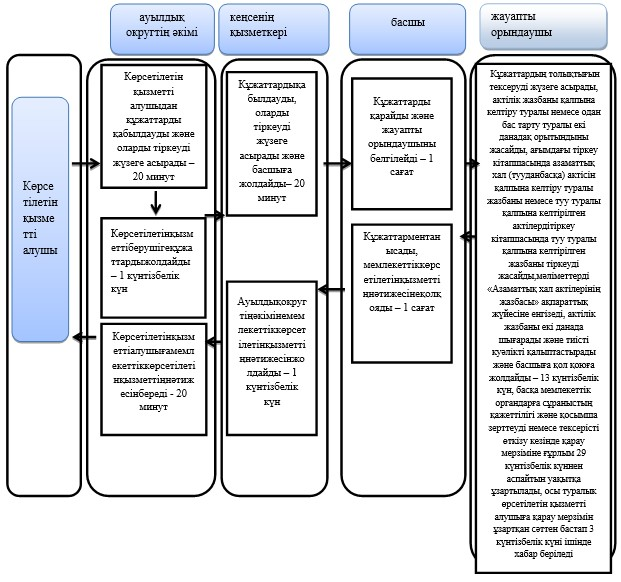 ауылдық
округтің әкімі
кеңсенің
қызметкері
басшы
жауапты
орындаушы
Көрсе
тілетін
қызме
тті
алушы
Көрсетілетін
қызметті
алушыдан
құжаттарды
қабылдауды және
оларды тіркеуді
жүзеге асырады –
20 минут
Көрсетілетінқызм
еттіберушігеқұжа
ттардыжолдайды
– 1 күнтізбелік
күн
Көрсетілетінқызм
еттіалушығамемл
екеттіккөрсетілеті
нқызметтіңнәтиж
есінбереді - 20
минут
Құжаттардықа
былдауды,
оларды
тіркеуді
жүзеге
асырады және
басшыға
жолдайды– 20
минут
Ауылдықокруг
тіңәкімінемем
лекеттіккөрсет
ілетінқызметті
ңнәтижесінжо
лдайды – 1
күнтізбелік
күн
Құжаттарды
қарайды және
жауапты
орындаушыны
белгілейді – 1
сағат
Құжаттарментан
ысады,
мемлекеттіккөрс
етілетінқызметті
ңнәтижесінеқолқ
ояды – 1 сағат
Құжаттардың толықтығын
тексеруді жүзеге асырады,
актілік жазбаны қалпына
келтіру туралы немесе одан
бас тарту туралы екі
данадақ орытындыны
жасайды, ағымдағы тіркеу
кітапшасында азаматтық
хал (тууданбасқа) актісін
қалпына келтіру туралы
жазбаны немесе туу туралы
қалпына келтірілген
актілердітіркеу
кітапшасында туу туралы
қалпына келтірілген
жазбаны тіркеуді
жасайды,мәліметтерді
«Азаматтық хал актілерінің
жазбасы» ақпараттық
жүйесіне енгізеді, актілік
жазбаны екі данада
шығарады және тиісті
куәлікті қалыптастырады
және басшыға қол қоюға
жолдайды – 13 күнтізбелік
күн, басқа мемлекеттік
органдарға сұраныстың
қажеттілігі және қосымша
зерттеуді немесе тексерісті
өткізу кезінде қарау
мерзіміне ғұрлым 29
күнтізбелік күннен
аспайтын уақытқа
ұзартылады, осы туралык
өрсетілетін қызметті
алушыға қарау мерзімін
ұзартқан сәттен бастап 3
күнтізбелік күні ішінде
хабар беріледі